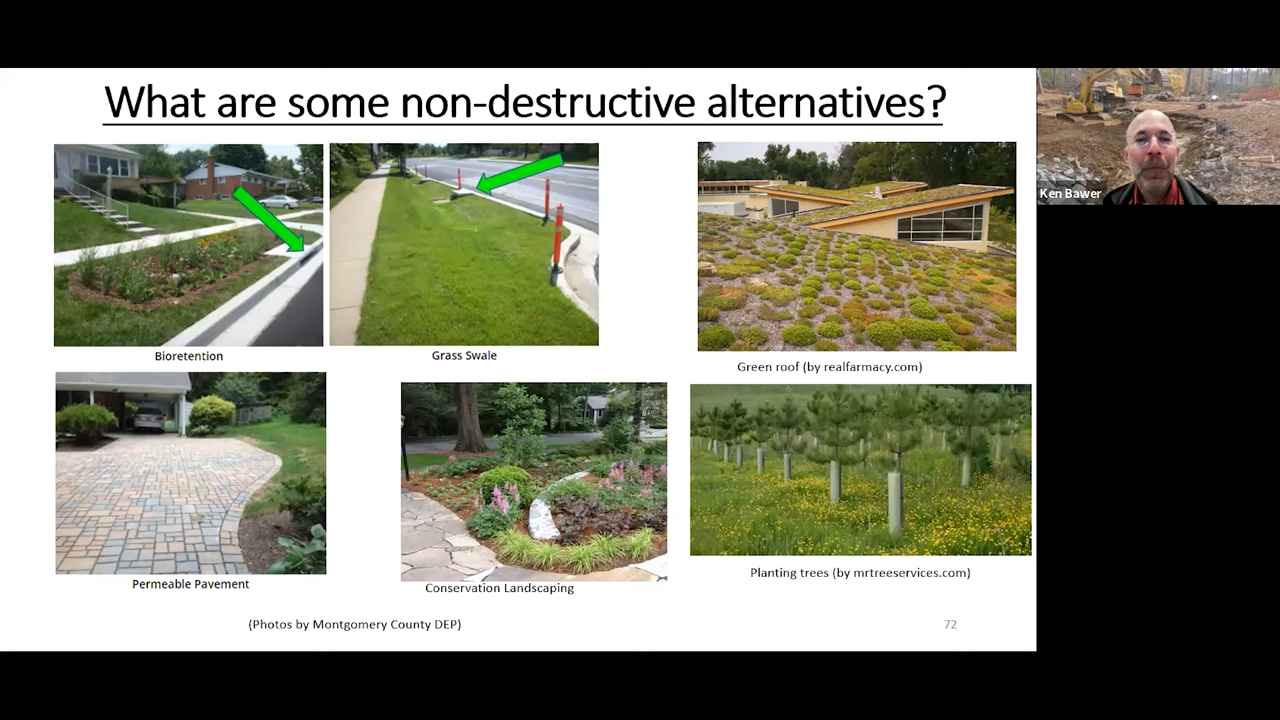 What are some non-destructive alternatives?
Ken Bawer
Bioretention
Grass Swale
Green roof (by realfarmacy.com)
Permeable Pavement
Conservation Landscaping
Planting trees (by mrtreeservices.com)
(Photos by Montgomery County DEP)
72